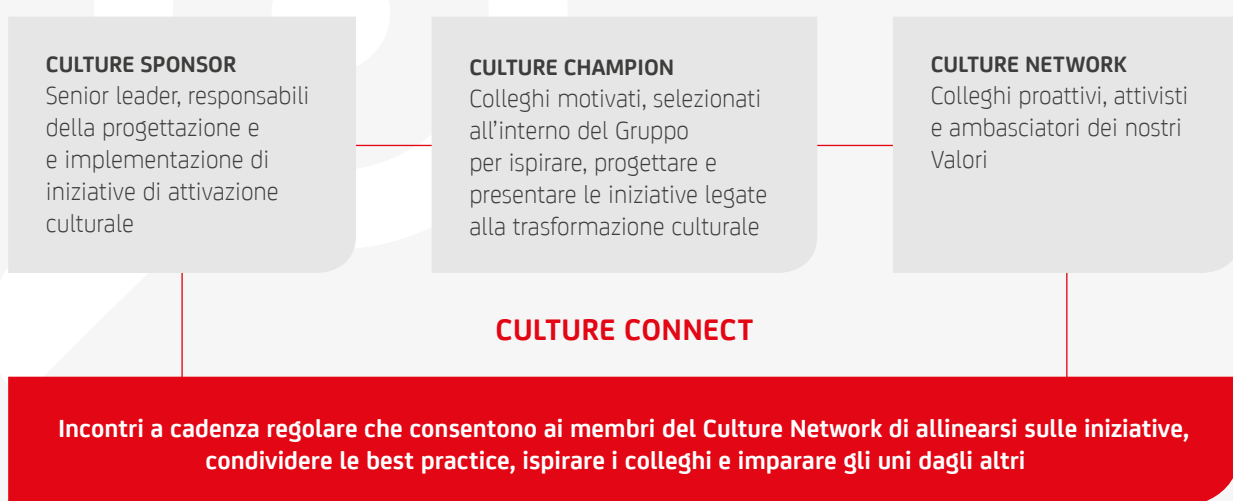 CULTURE SPONSOR
Senior leader, responsabili
della progettazione e
e implementazione di
iniziative di attivazione
culturale
CULTURE CHAMPION
Colleghi motivati, selezionati
all'interno del Gruppo
per ispirare, progettare e
presentare le iniziative legate
alla trasformazione culturale
CULTURE NETWORK
Colleghi proattivi, attivisti
e ambasciatori dei nostri
Valori
CULTURE CONNECT
Incontri a cadenza regolare che consentono ai membri del Culture Network di allinearsi sulle iniziative,
condividere le best practice, ispirare i colleghi e imparare gli uni dagli altri